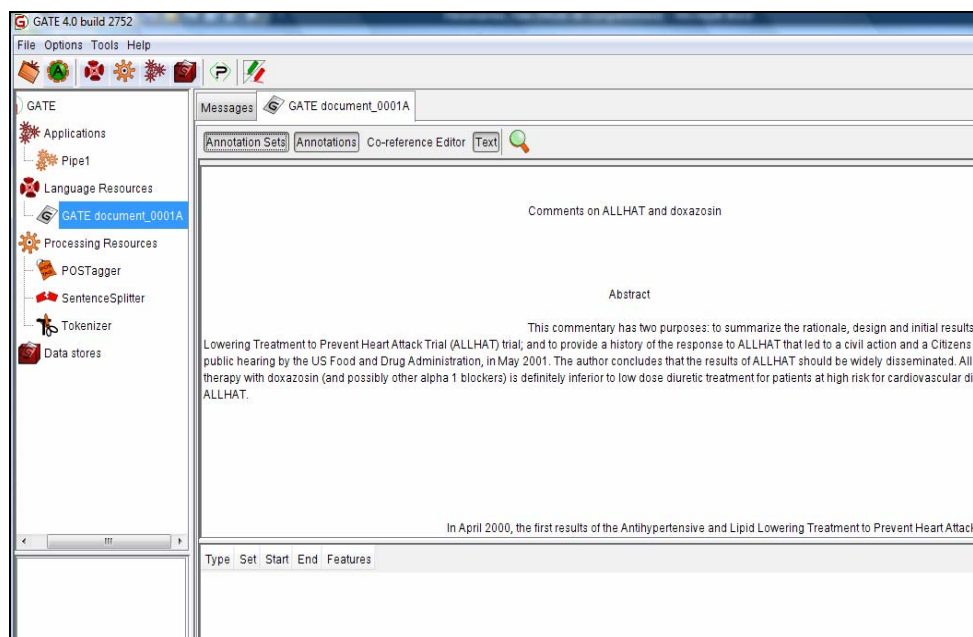 GATE 4.0 build 2752
File Options Tools Help
GATE
Applications
Pipe1
Language Resources
GATE document_0001A
Processing Resources
POSTagger
SentenceSplitter
Tokenizer
Data stores
Messages GATE document_0001A
Annotation Sets Annotations Co-reference Editor Text
Comments on ALLHAT and doxazosin
Abstract
This commentary has two purposes: to summarize the rationale, design and initial results
Lowering Treatment to Prevent Heart Attack Trial (ALLHAT) trial; and to provide a history of the response to ALLHAT that led to a civil action and a Citizens
public hearing by the US Food and Drug Administration, in May 2001. The author concludes that the results of ALLHAT should be widely disseminated. All
therapy with doxazosin (and possibly other alpha 1 blockers) is definitely inferior to low dose diuretic treatment for patients at high risk for cardiovascular di
ALLHAT.
In April 2000, the first results of the Antihypertensive and Lipid Lowering Treatment to Prevent Heart Attack
Type Set Start End Features